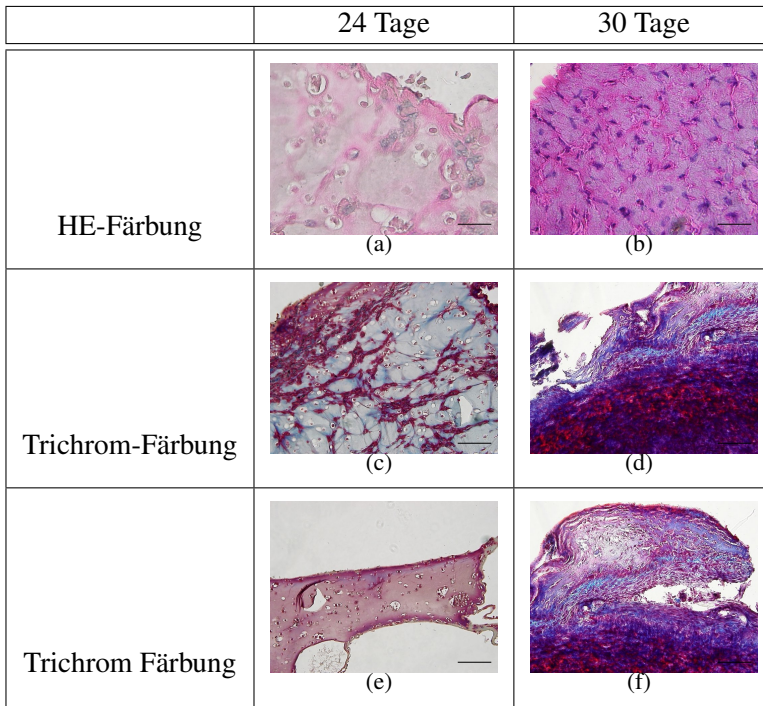 24 Tage 30 Tage
HE-Färbung
(a) (b)
Trichrom-Färbung
(c) (d)
Trichrom Färbung
(e) (f)